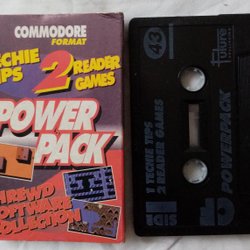 COMMODORE
FORMAT
TECHIE
TIPS
2 READER
GAMES
POWER
PACK
SOFTWARE
COLLECTION
43
future
1 TECHIE TIPS
2 READER GAMES
POWERPACK